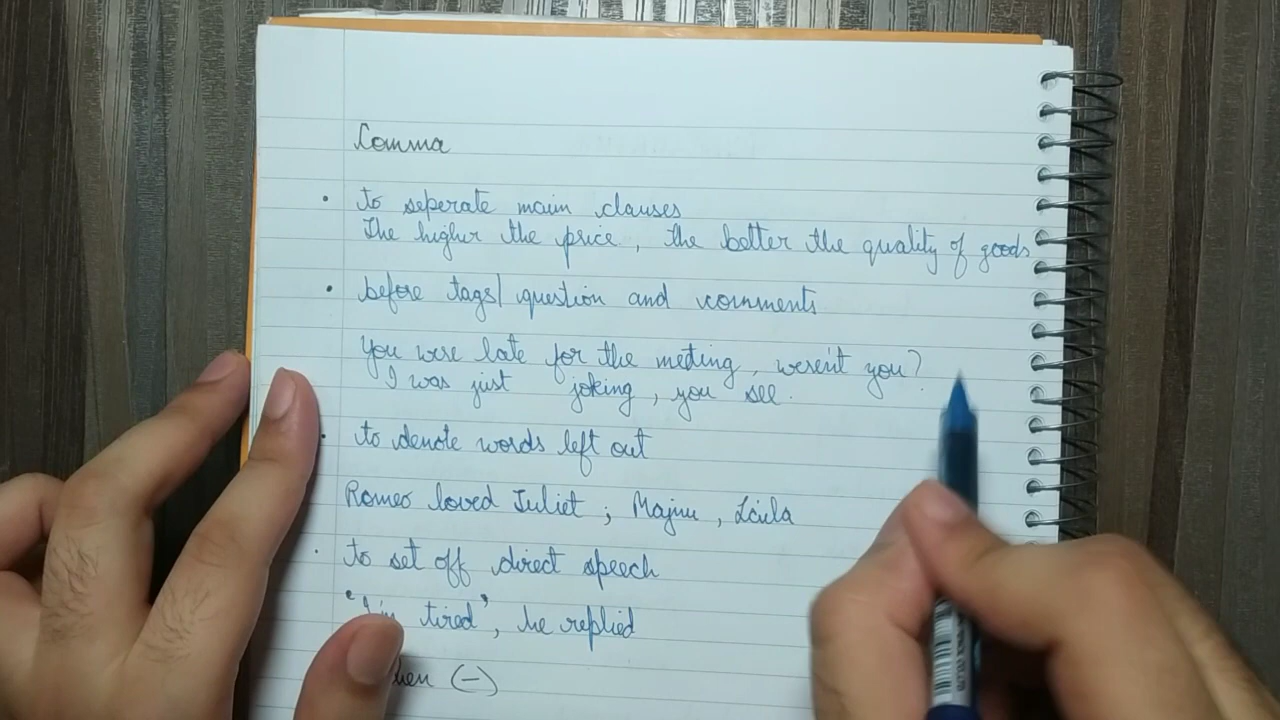 Comma
• to seperate main clauses
The higher the price, the better the quality of goods
• before tags/ question and comments
You were late for the meeting, weren't you?
I was just joking, you see.
• to denote words left out
Romeo loved Juliet ; Majnu, Laila
• to set off direct speech
"I'm tired", he replied
(-)